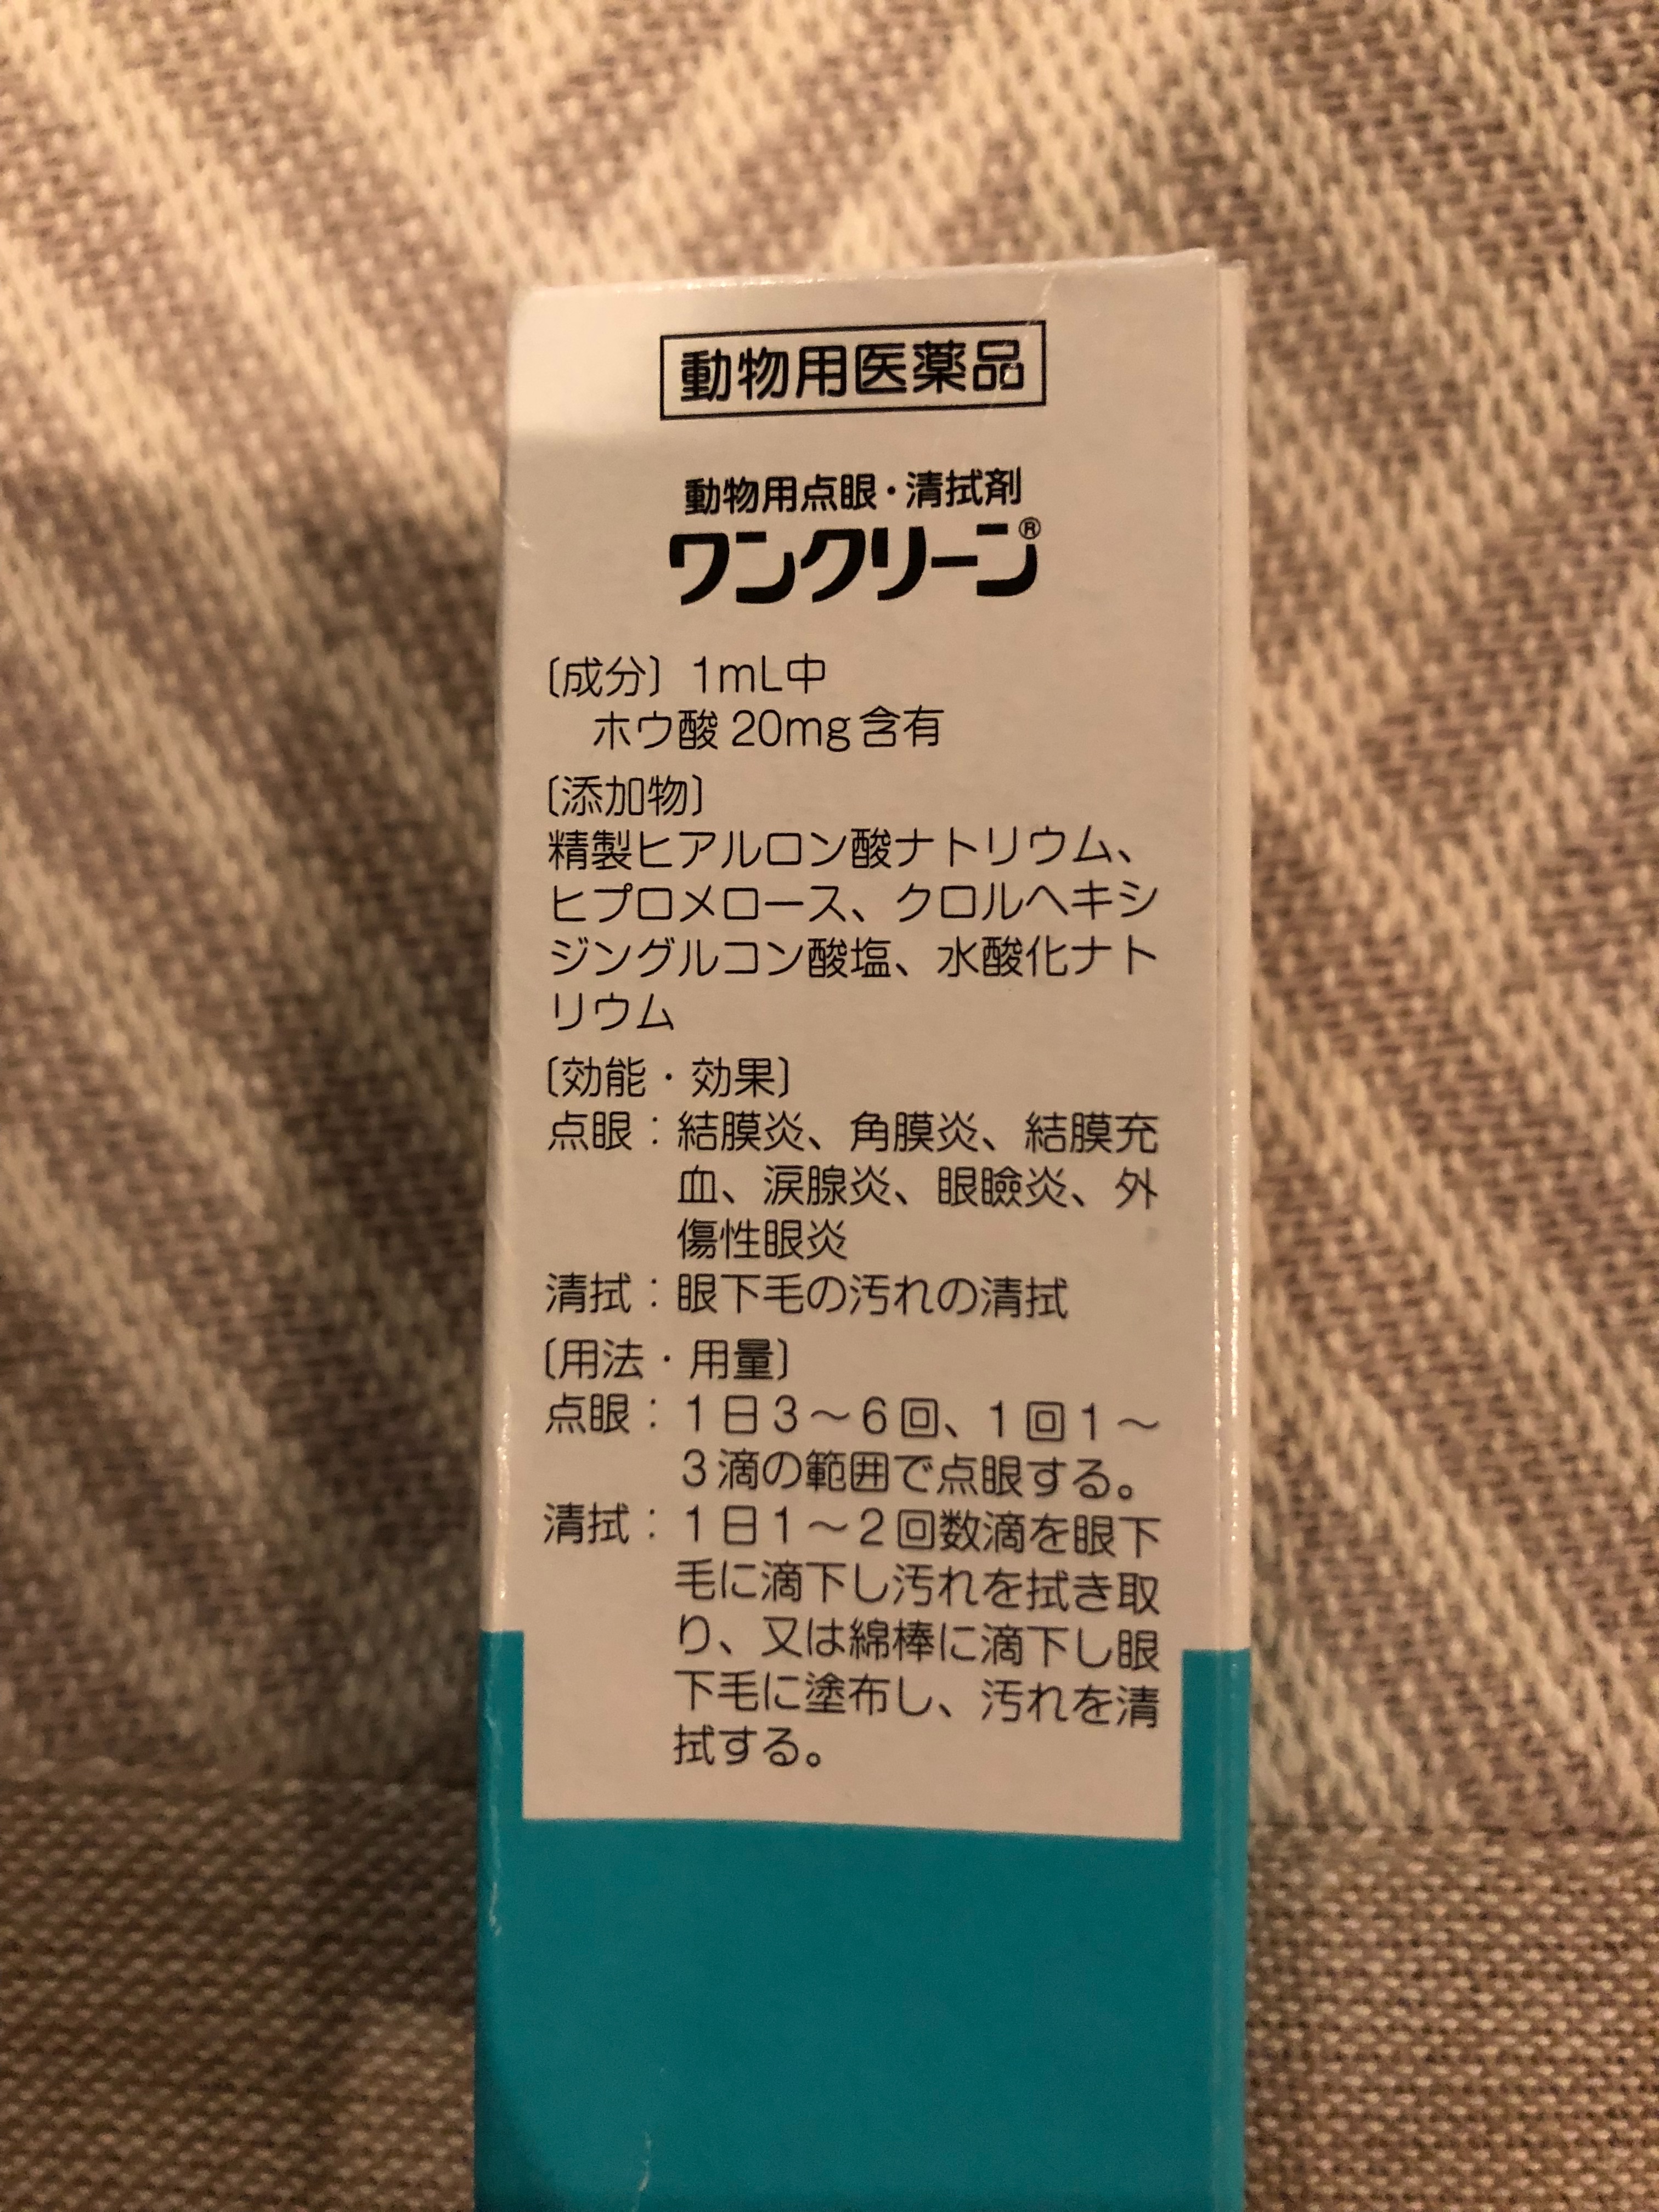 動物用医薬品
動物用点眼・清拭剤
ワンクリーン®
〔成分〕1mL中
ホウ酸 20mg含有
〔添加物〕
精製ヒアルロン酸ナトリウム、
ヒプロメロース、クロルヘキシ
ジングルコン酸塩、水酸化ナト
リウム
〔効能・効果〕
点眼：結膜炎、角膜炎、結膜充
血、涙腺炎、眼瞼炎、外
傷性眼炎
清拭：眼下毛の汚れの清拭
〔用法・用量〕
点眼：1日3～6回、1回1～
3滴の範囲で点眼する。
清拭：1日1～2回数滴を眼下
毛に滴下し汚れを拭き取
り、又は綿棒に滴下し眼
下毛に塗布し、汚れを清
拭する。